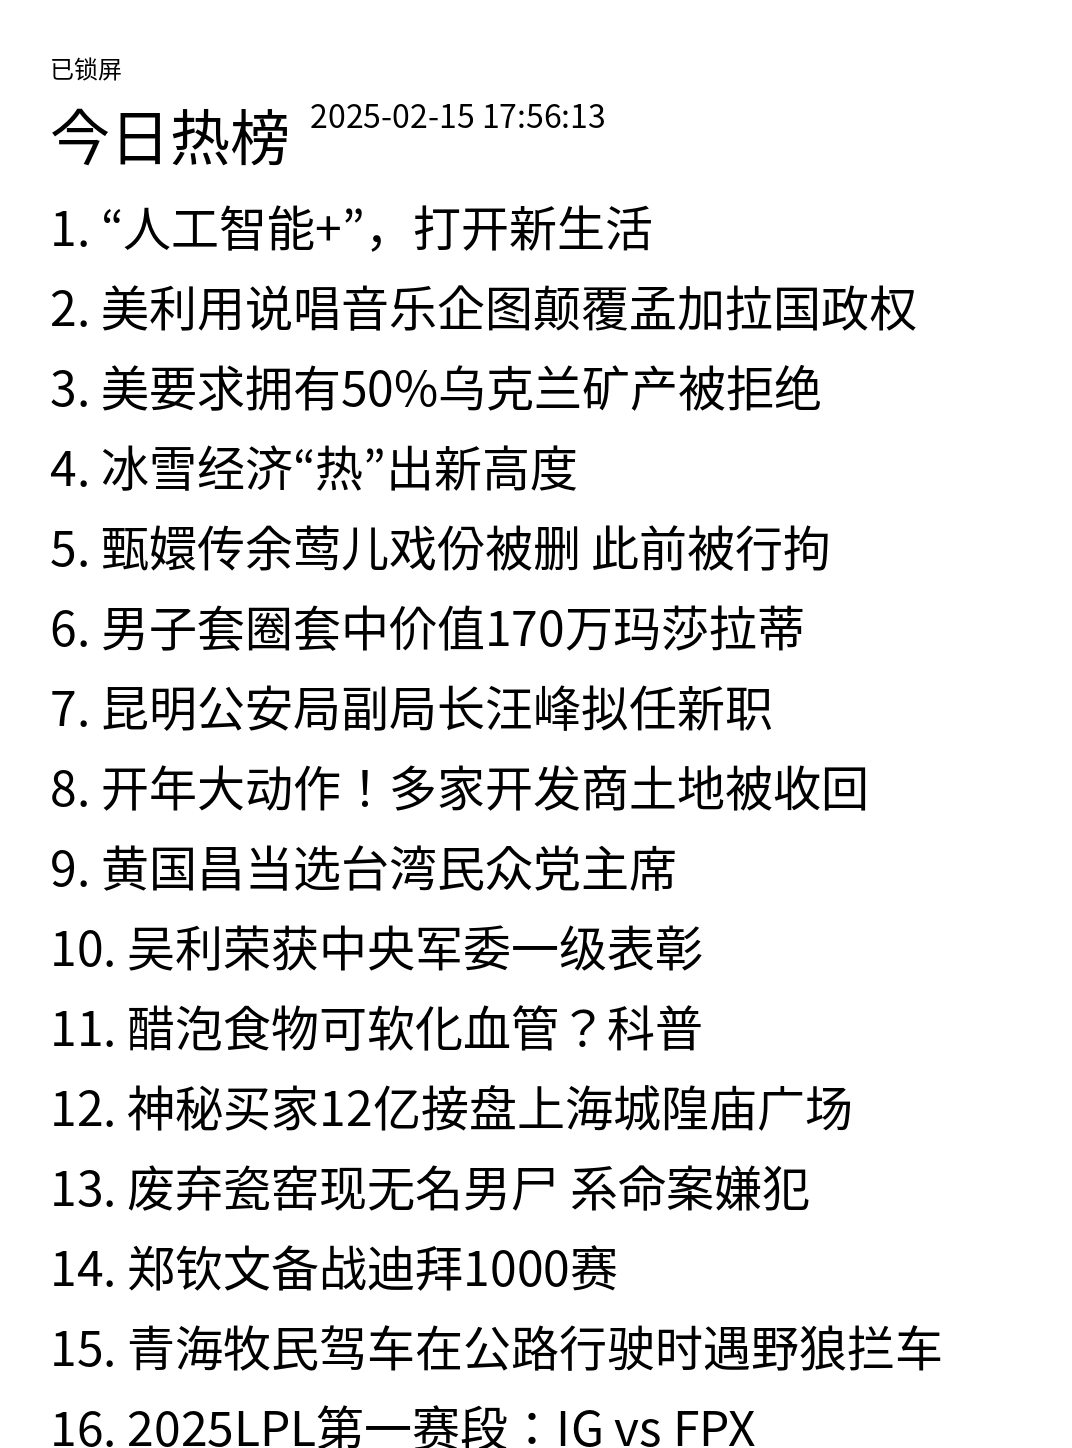 已锁屏
今日热榜 2025-02-15 17:56:13
1. “人工智能+”，打开新生活
2. 美利用说唱音乐企图颠覆孟加拉国政权
3. 美要求拥有50%乌克兰矿产被拒绝
4. 冰雪经济“热”出新高度
5. 甄嬛传余莺儿戏份被删 此前被行拘
6. 男子套圈套中价值170万玛莎拉蒂
7. 昆明公安局副局长汪峰拟任新职
8. 开年大动作！多家开发商土地被收回
9. 黄国昌当选台湾民众党主席
10. 吴利荣获中央军委一级表彰
11. 醋泡食物可软化血管？科普
12. 神秘买家12亿接盘上海城隍庙广场
13. 废弃瓷窑现无名男尸 系命案嫌犯
14. 郑钦文备战迪拜1000赛
15. 青海牧民驾车在公路行驶时遇野狼拦车
16. 2025LPL第一赛段：IG vs FPX